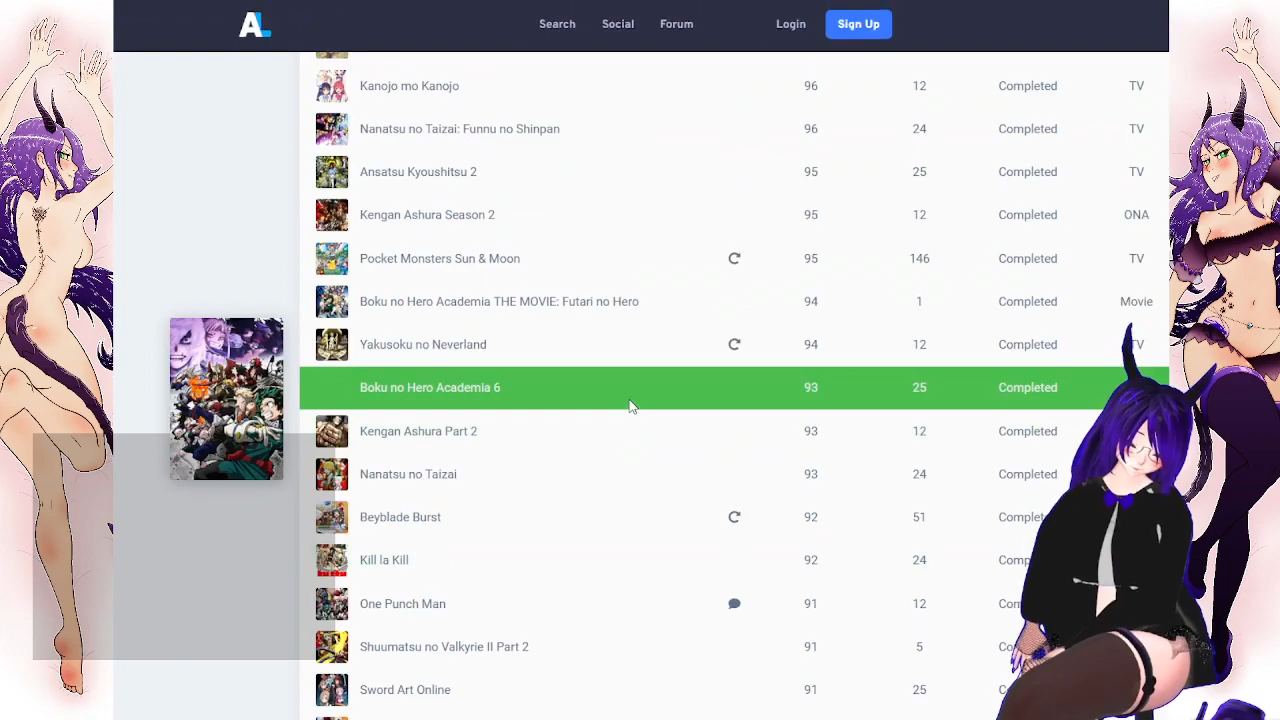 AL Search Social Forum Login Sign Up
Kanojo mo Kanojo 96 12 Completed TV
Nanatsu no Taizai: Funnu no Shinpan 96 24 Completed TV
Ansatsu Kyoushitsu 2 95 25 Completed TV
Kengan Ashura Season 2 95 12 Completed ONA
Pocket Monsters Sun & Moon 95 146 Completed TV
Boku no Hero Academia THE MOVIE: Futari no Hero 94 1 Completed Movie
Yakusoku no Neverland 94 12 Completed TV
Boku no Hero Academia 6 93 25 Completed
Kengan Ashura Part 2 93 12 Completed
Nanatsu no Taizai 93 24 Completed
Beyblade Burst 92 51 Complet
Kill la Kill 92 24 Comp
One Punch Man 91 12 Com
Shuumatsu no Valkyrie II Part 2 91 5 Co
Sword Art Online 91 25 Com